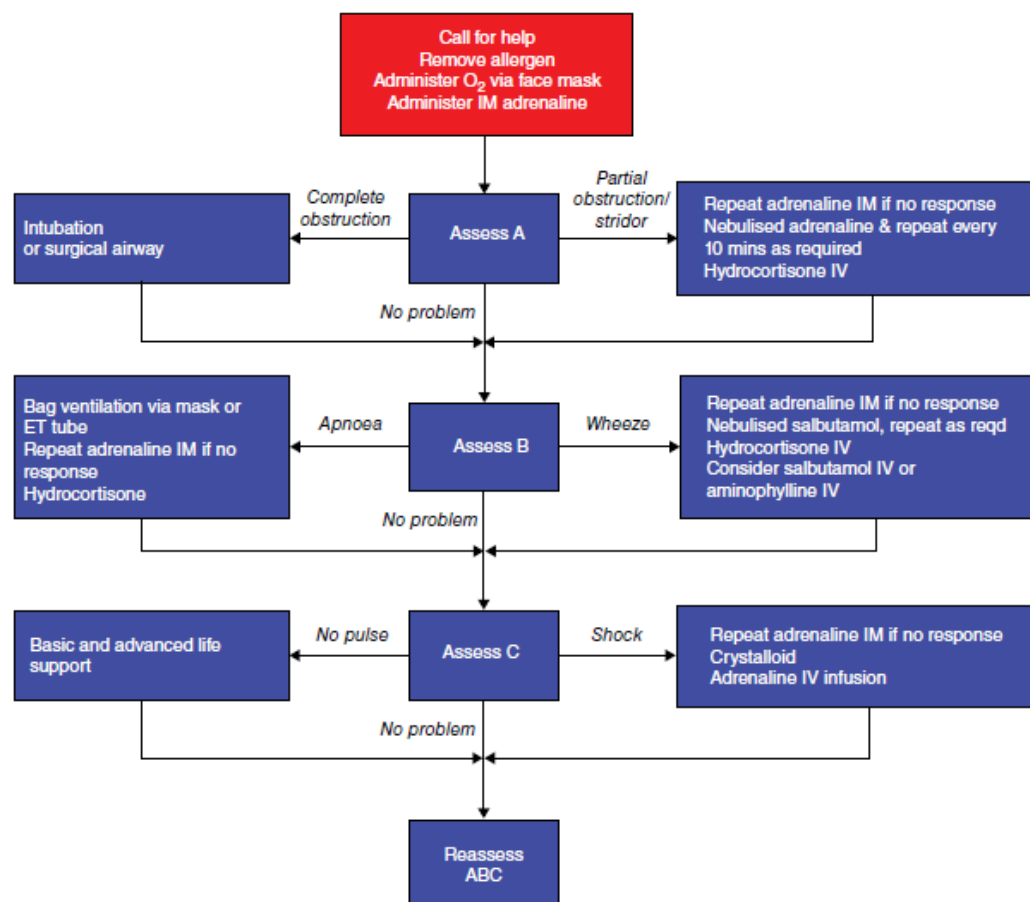 Call for help
Remove allergen
Administer O₂ via face mask
Administer IM adrenaline
Complete
obstruction
Partial
obstruction/
stridor
Intubation
or surgical airway
Assess A
Repeat adrenaline IM if no response
Nebulised adrenaline & repeat every
10 mins as required
Hydrocortisone IV
No problem
Bag ventilation via mask or
ET tube
Repeat adrenaline IM if no
response
Hydrocortisone
Apnoea
Assess B
Wheeze
Repeat adrenaline IM if no response
Nebulised salbutamol, repeat as reqd
Hydrocortisone IV
Consider salbutamol IV or
aminophylline IV
No problem
Basic and advanced life
support
No pulse
Assess C
Shock
Repeat adrenaline IM if no response
Crystalloid
Adrenaline IV infusion
No problem
Reassess
ABC